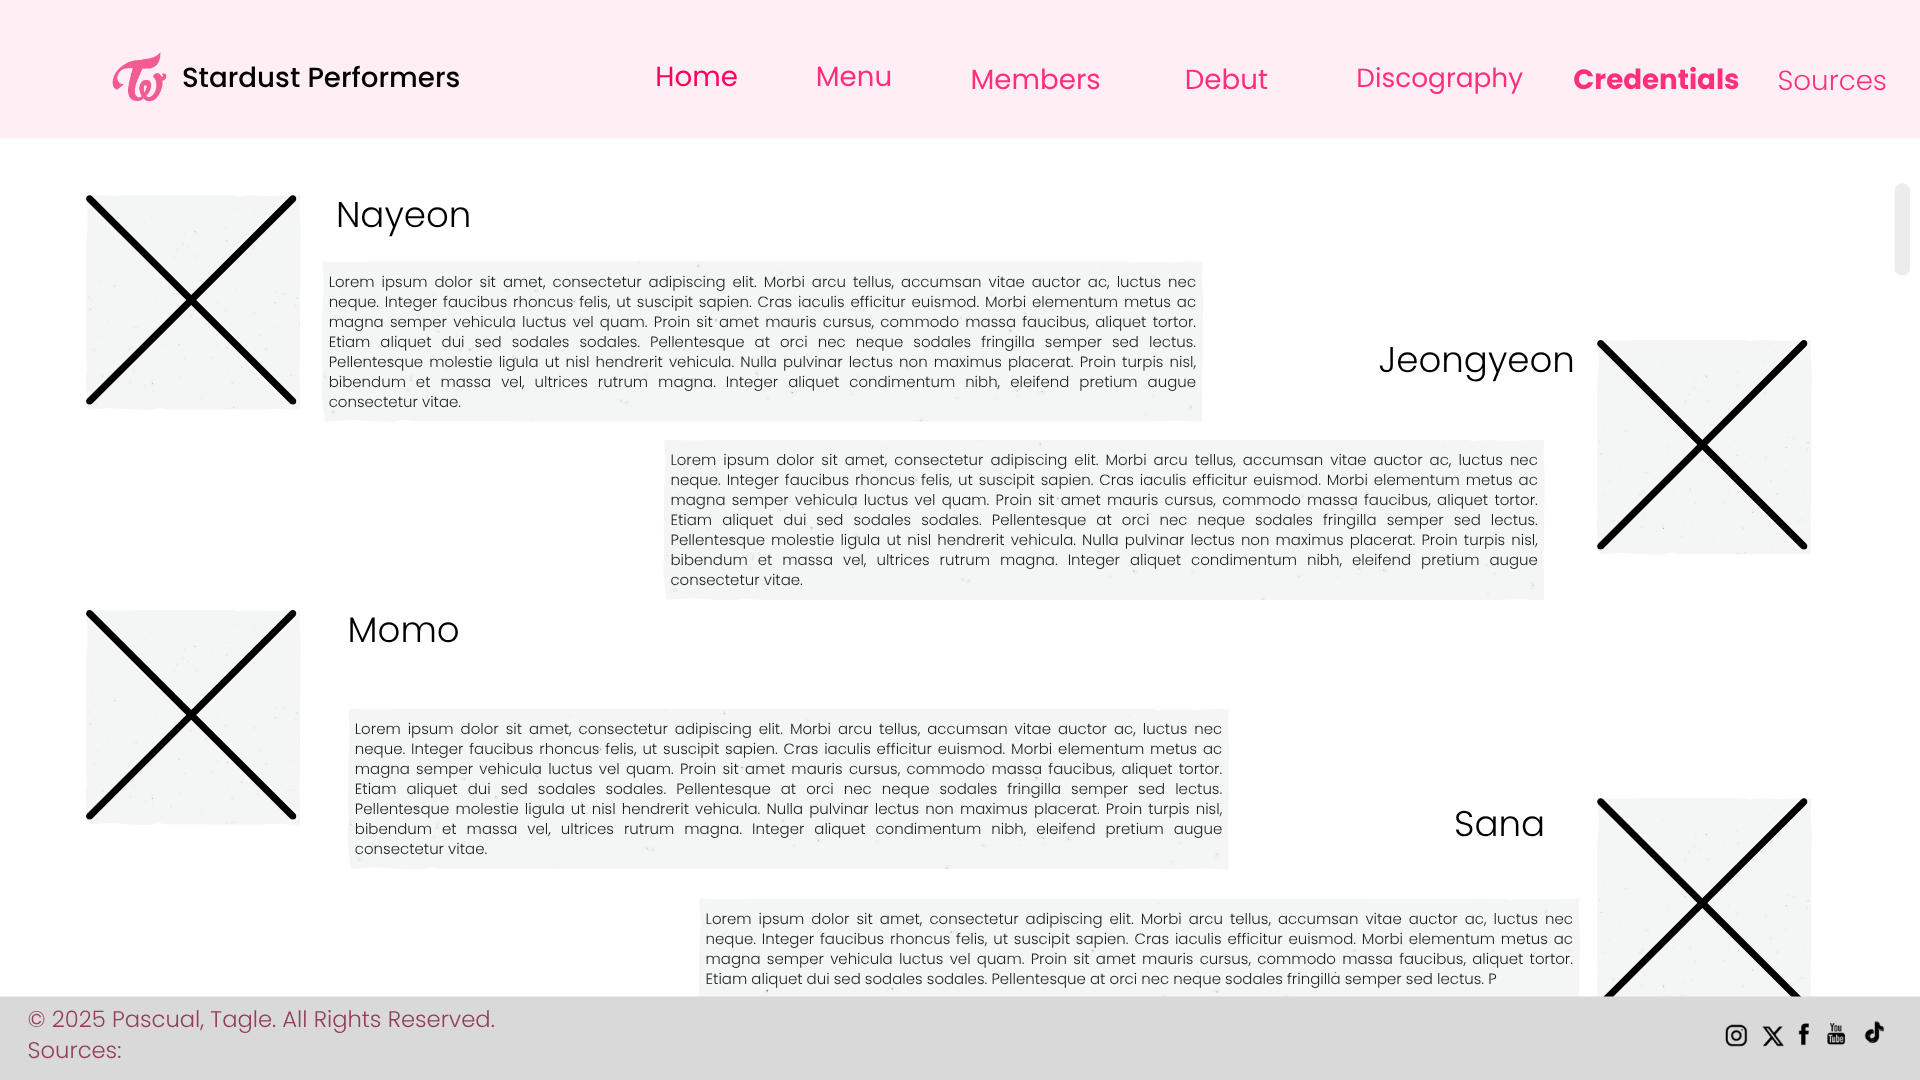 Stardust Performers
Home
Menu
Members
Debut
Discography
Credentials
Sources
Nayeon
Lorem ipsum dolor sit amet, consectetur adipiscing elit. Morbi arcu tellus, accumsan vitae auctor ac, luctus nec
neque. Integer faucibus rhoncus felis, ut suscipit sapien. Cras iaculis efficitur euismod. Morbi elementum metus ac
magna semper vehicula luctus vel quam. Proin sit amet mauris cursus, commodo massa faucibus, aliquet tortor.
Etiam aliquet dui sed sodales sodales. Pellentesque at orci nec neque sodales fringilla semper sed lectus.
Pellentesque molestie ligula ut nisl hendrerit vehicula. Nulla pulvinar lectus non maximus placerat. Proin turpis nisl,
bibendum et massa vel, ultrices rutrum magna. Integer aliquet condimentum nibh, eleifend pretium augue
consectetur vitae.
Jeongyeon
Lorem ipsum dolor sit amet, consectetur adipiscing elit. Morbi arcu tellus, accumsan vitae auctor ac, luctus nec
neque. Integer faucibus rhoncus felis, ut suscipit sapien. Cras iaculis efficitur euismod. Morbi elementum metus ac
magna semper vehicula luctus vel quam. Proin sit amet mauris cursus, commodo massa faucibus, aliquet tortor.
Etiam aliquet dui sed sodales sodales. Pellentesque at orci nec neque sodales fringilla semper sed lectus.
Pellentesque molestie ligula ut nisl hendrerit vehicula. Nulla pulvinar lectus non maximus placerat. Proin turpis nisl,
bibendum et massa vel, ultrices rutrum magna. Integer aliquet condimentum nibh, eleifend pretium augue
consectetur vitae.
Momo
Lorem ipsum dolor sit amet, consectetur adipiscing elit. Morbi arcu tellus, accumsan vitae auctor ac, luctus nec
neque. Integer faucibus rhoncus felis, ut suscipit sapien. Cras iaculis efficitur euismod. Morbi elementum metus ac
magna semper vehicula luctus vel quam. Proin sit amet mauris cursus, commodo massa faucibus, aliquet tortor.
Etiam aliquet dui sed sodales sodales. Pellentesque at orci nec neque sodales fringilla semper sed lectus.
Pellentesque molestie ligula ut nisl hendrerit vehicula. Nulla pulvinar lectus non maximus placerat. Proin turpis nisl,
bibendum et massa vel, ultrices rutrum magna. Integer aliquet condimentum nibh, eleifend pretium augue
consectetur vitae.
Sana
Lorem ipsum dolor sit amet, consectetur adipiscing elit. Morbi arcu tellus, accumsan vitae auctor ac, luctus nec
neque. Integer faucibus rhoncus felis, ut suscipit sapien. Cras iaculis efficitur euismod. Morbi elementum metus ac
magna semper vehicula luctus vel quam. Proin sit amet mauris cursus, commodo massa faucibus, aliquet tortor.
Etiam aliquet dui sed sodales sodales. Pellentesque at orci nec neque sodales fringilla semper sed lectus. P
© 2025 Pascual, Tagle. All Rights Reserved.
Sources:
You
Tube